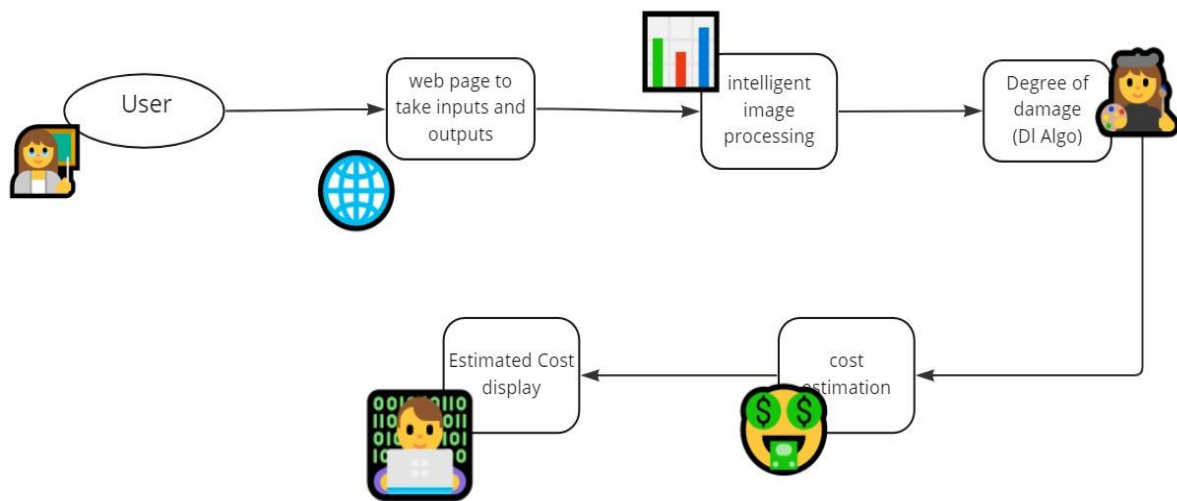 User
web page to
take inputs and
outputs
intelligent
image
processing
Degree of
damage
(Dl Algo)
cost
estimation
Estimated Cost
display